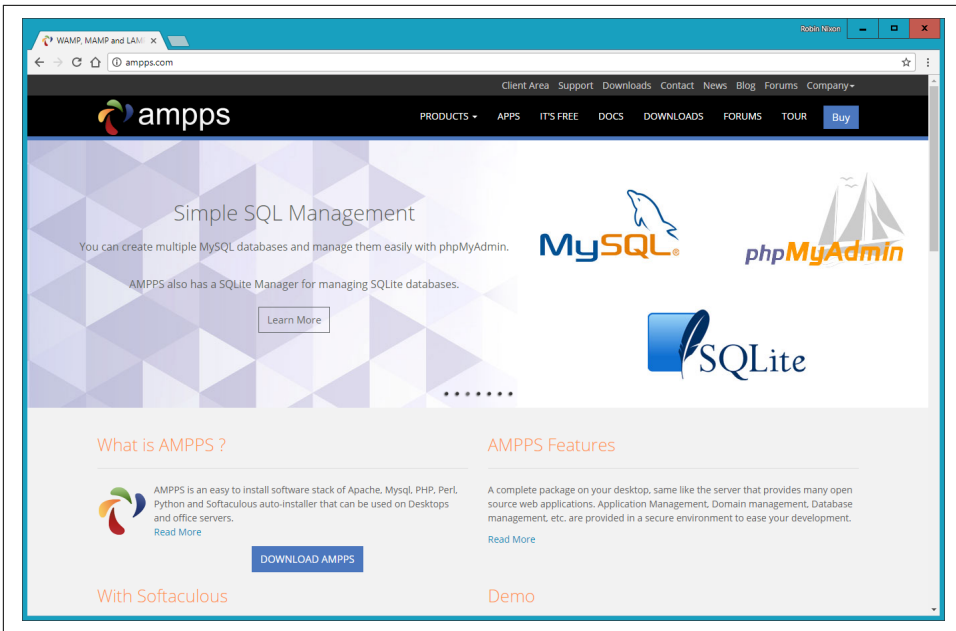 Robin Nixon
WAMP, MAMP and LAM
ampps.com
Client Area Support Downloads Contact News Blog Forums Company
ampps
PRODUCTS APPS IT'S FREE DOCS DOWNLOADS FORUMS TOUR Buy
Simple SQL Management
You can create multiple MySQL databases and manage them easily with phpMyAdmin.
AMPPS also has a SQLite Manager for managing SQLite databases.
Learn More
MySQL®
phpMyAdmin
SQLite
What is AMPPS ?
AMPPS is an easy to install software stack of Apache, Mysql, PHP, Perl,
Python and Softaculous auto-installer that can be used on Desktops
and office servers.
Read More
DOWNLOAD AMPPS
AMPPS Features
A complete package on your desktop, same like the server that provides many open
source web applications. Application Management, Domain management, Database
management, etc. are provided in a secure environment to ease your development.
Read More
With Softaculous
Demo